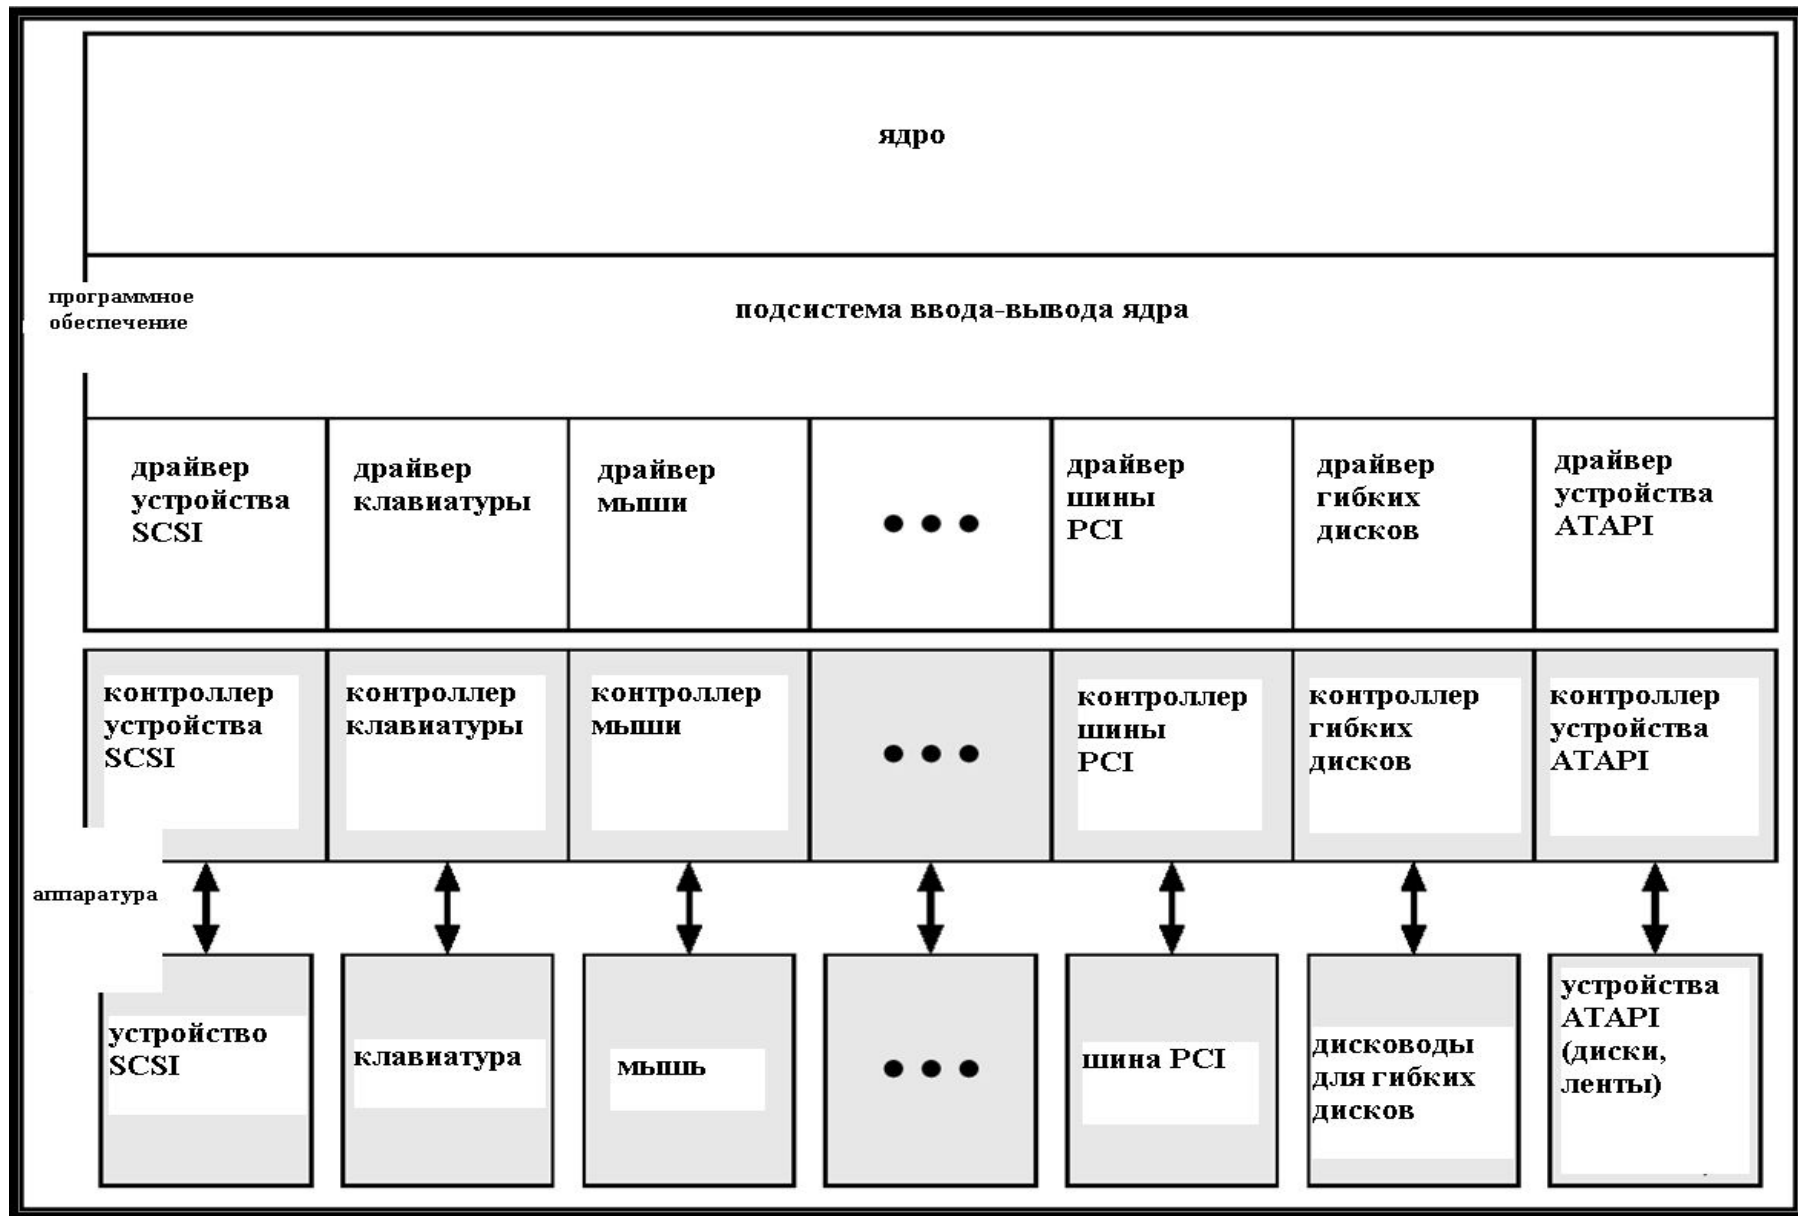 ядро
программное
обеспечение
подсистема ввода-вывода ядра
драйвер
устройства
SCSI
драйвер
клавиатуры
драйвер
мыши
драйвер
шины
PCI
драйвер
гибких
дисков
драйвер
устройства
ATAPI
контроллер
устройства
SCSI
контроллер
клавиатуры
контроллер
мыши
контроллер
шины
PCI
контроллер
гибких
дисков
контроллер
устройства
ATAPI
аппаратура
устройство
SCSI
клавиатура
мышь
шина PCI
дисководы
для гибких
дисков
устройства
ATAPI
(диски,
ленты)